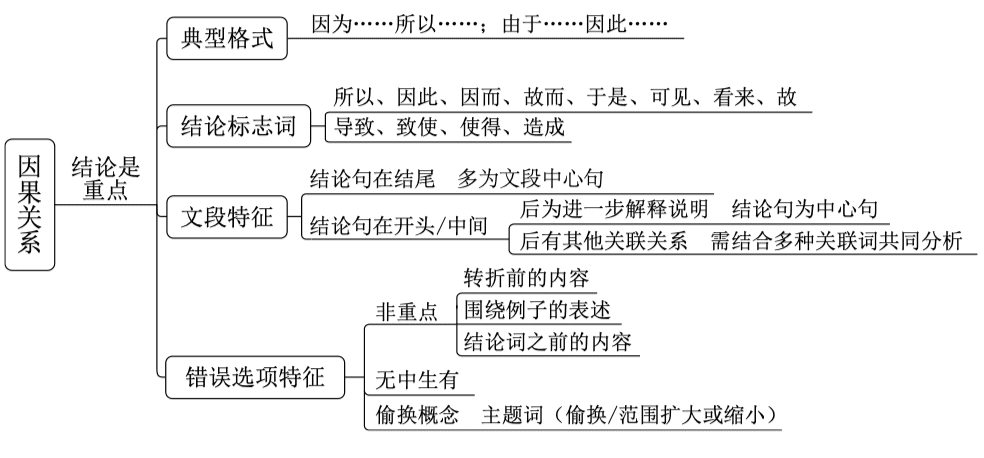 因果关系
结论是
重点
典型格式
因为……所以……；由于……因此……
结论标志词
所以、因此、因而、故而、于是、可见、看来、故
导致、致使、使得、造成
文段特征
结论句在结尾 多为文段中心句
结论句在开头/中间
后为进一步解释说明 结论句为中心句
后有其他关联关系 需结合多种关联词共同分析
错误选项特征
非重点
转折前的内容
围绕例子的表述
结论词之前的内容
无中生有
偷换概念 主题词（偷换/范围扩大或缩小）